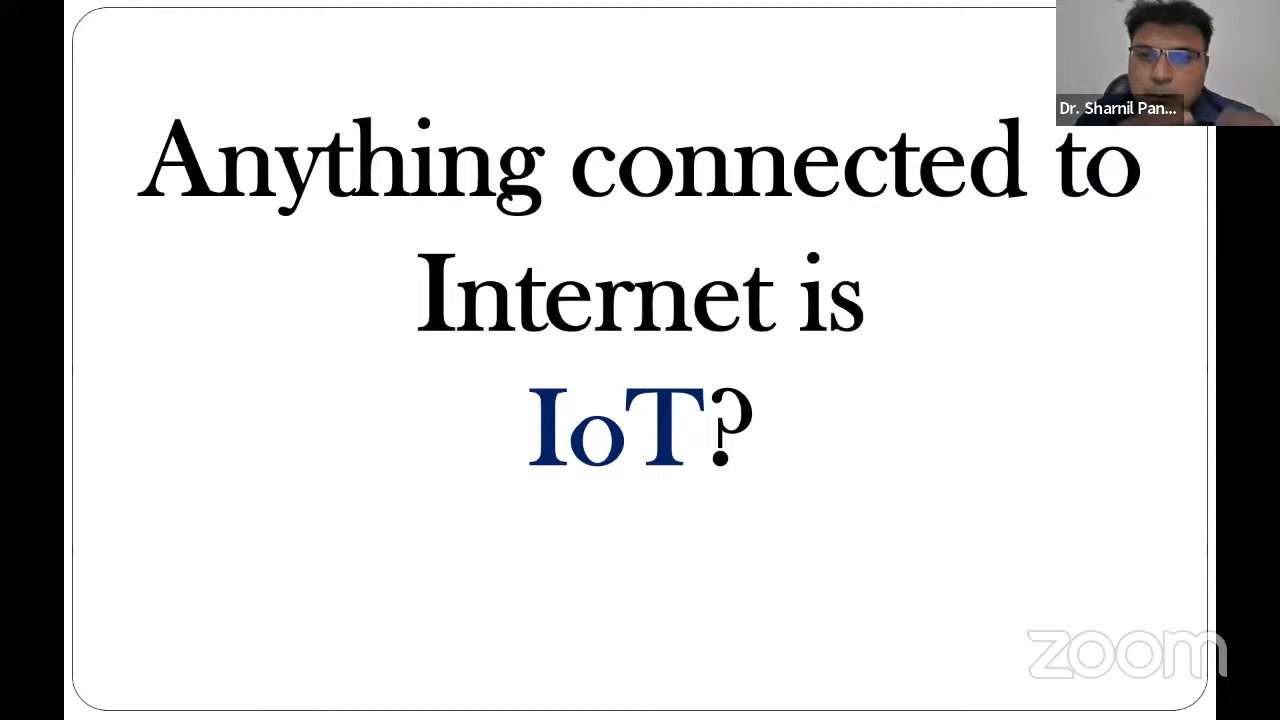 Dr. Sharnil Pan...
Anything connected to
Internet is
IoT?
zoom